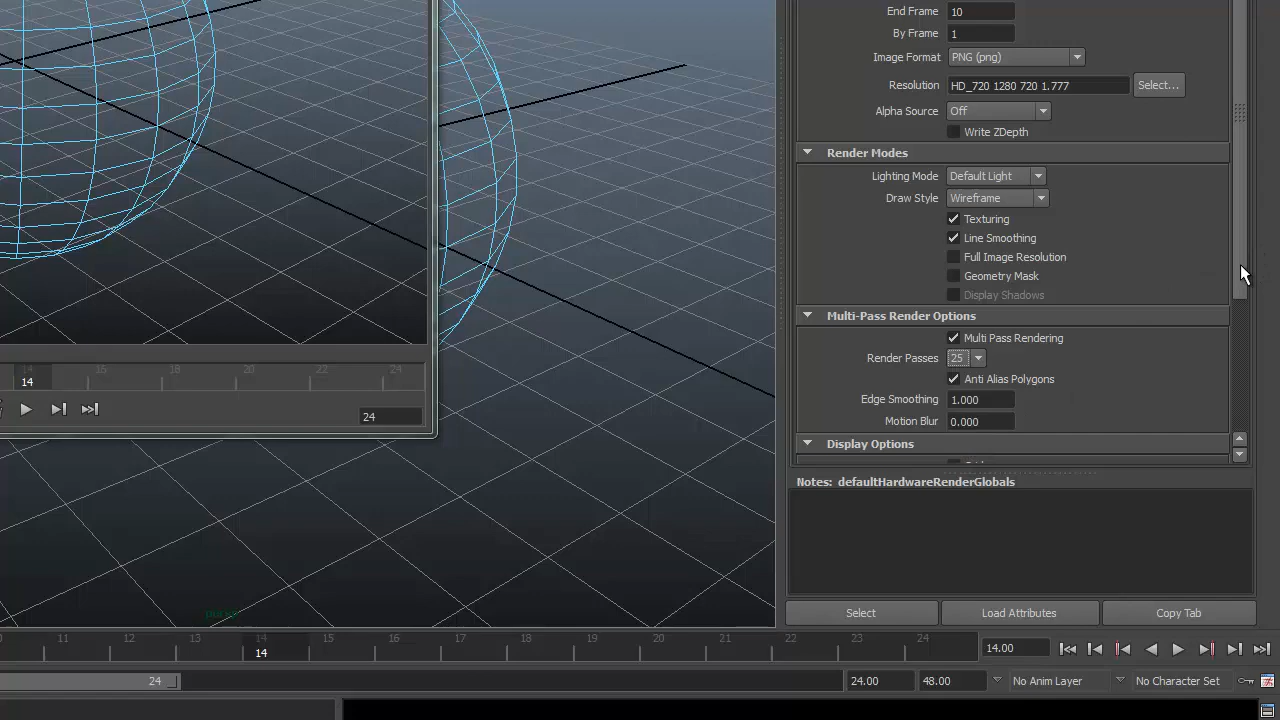 End Frame 10
By Frame 1
Image Format PNG (png)
Resolution HD_720 1280 720 1.777 Select...
Alpha Source Off
Write ZDepth
Render Modes
Lighting Mode Default Light
Draw Style Wireframe
Texturing
Line Smoothing
Full Image Resolution
Geometry Mask
Display Shadows
Multi-Pass Render Options
Multi Pass Rendering
Render Passes 25
Anti Alias Polygons
Edge Smoothing 1.000
Motion Blur 0.000
Display Options
14 15 18 20 22 24
14
24
Notes: defaultHardwareRenderGlobals
Select Load Attributes Copy Tab
persp
11 12 13 14 15 16 17 18 19 20 21 22 23 24
14
14.00
24 24.00 48.00 No Anim Layer No Character Set